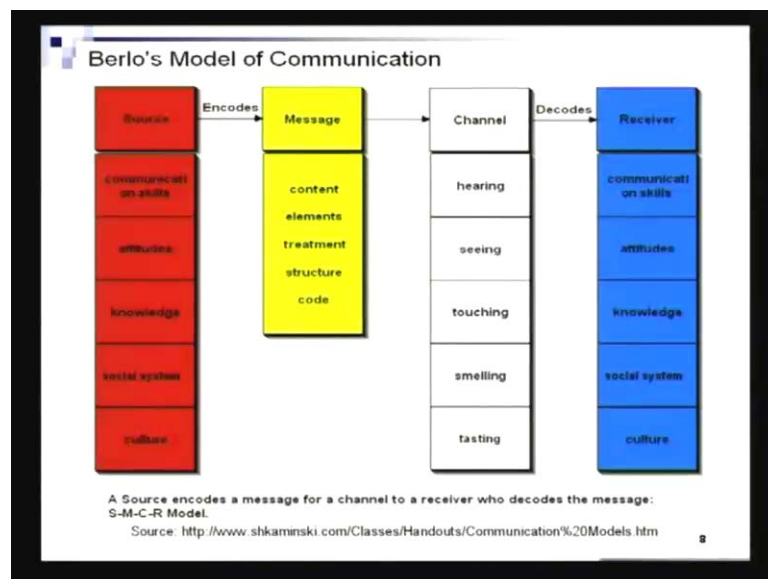 Berlo's Model of Communication
Source
Encodes
Message
Channel
Decodes
Receiver
communicati
on skills
attitudes
knowledge
social system
culture
content
elements
treatment
structure
code
hearing
seeing
touching
smelling
tasting
communicati
on skills
attitudes
knowledge
social system
culture
A Source encodes a message for a channel to a receiver who decodes the message:
S-M-C-R Model.
Source: http://www.shkaminski.com/Classes/Handouts/Communication%20Models.htm
8